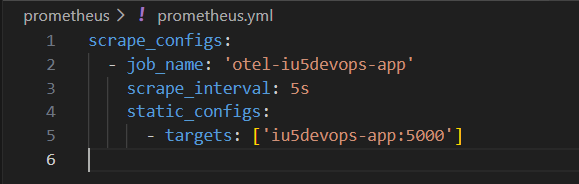 prometheus > ! prometheus.yml
1 scrape_configs:
2   - job_name: 'otel-iu5devops-app'
3     scrape_interval: 5s
4     static_configs:
5       - targets: ['iu5devops-app:5000']
6